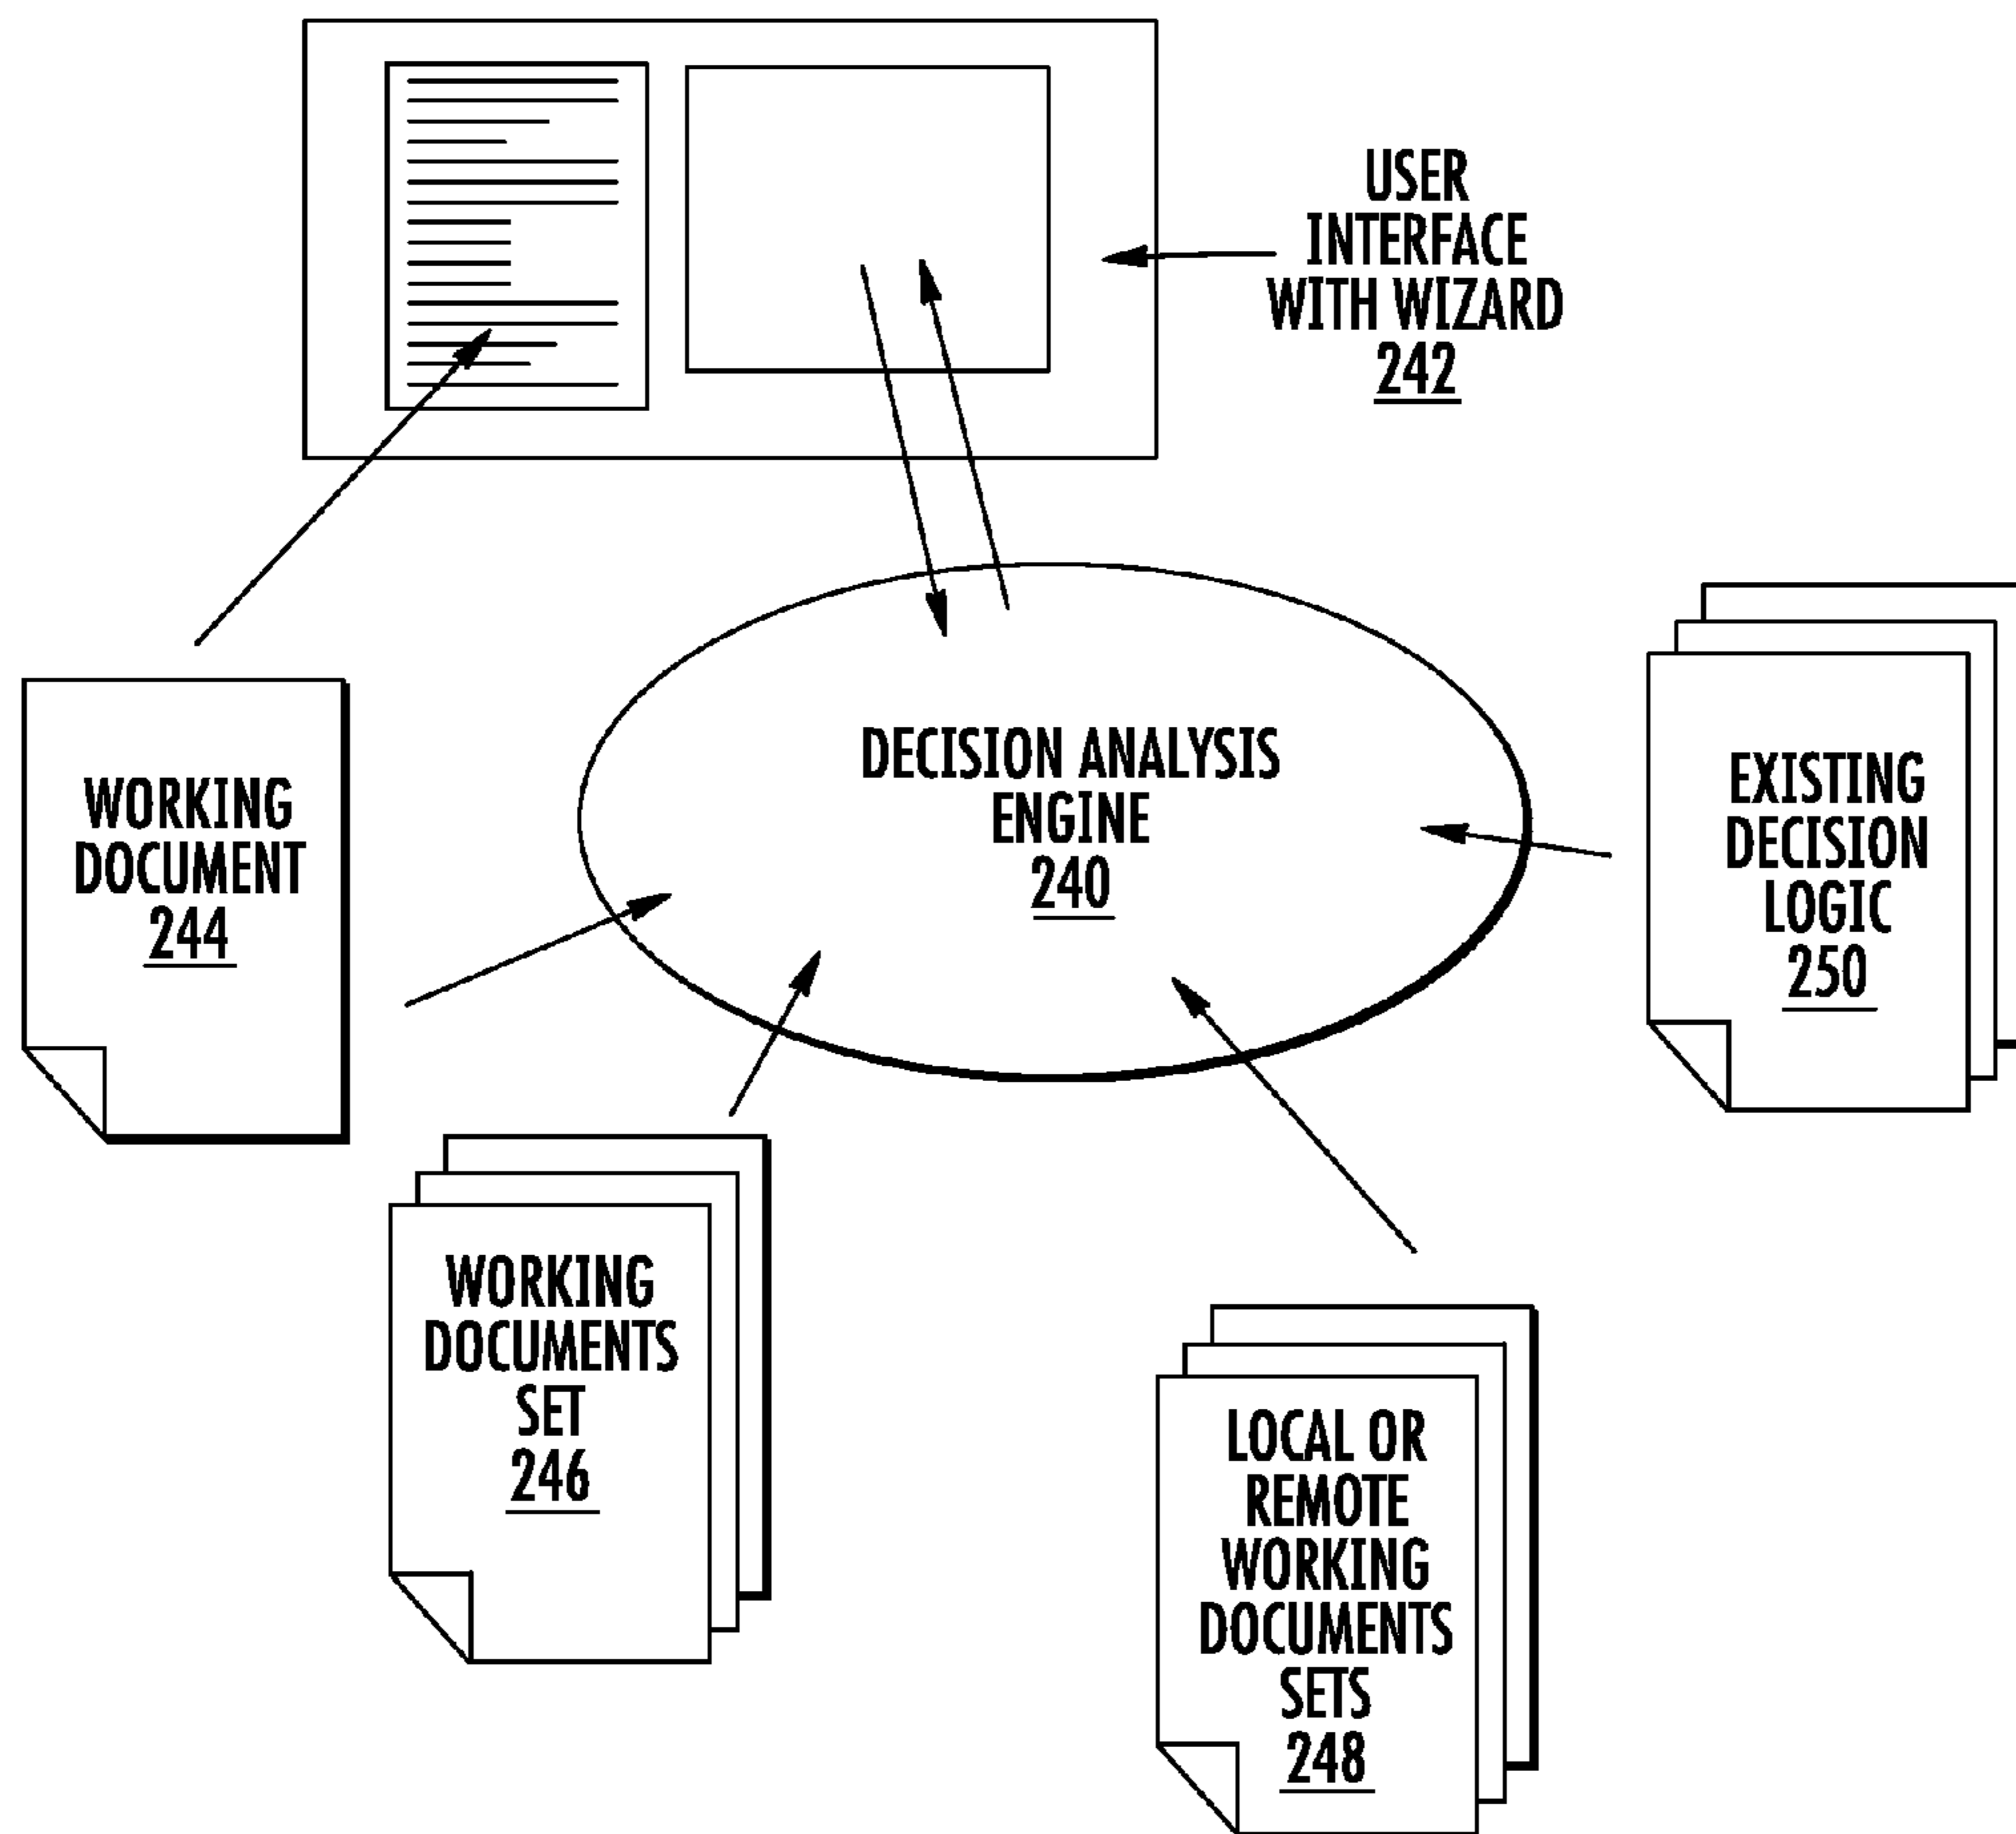 USER
INTERFACE
WITH WIZARD
242
DECISION ANALYSIS
ENGINE
240
WORKING
DOCUMENT
244
EXISTING
DECISION
LOGIC
250
WORKING
DOCUMENTS
SET
246
LOCAL OR
REMOTE
WORKING
DOCUMENTS
SETS
248